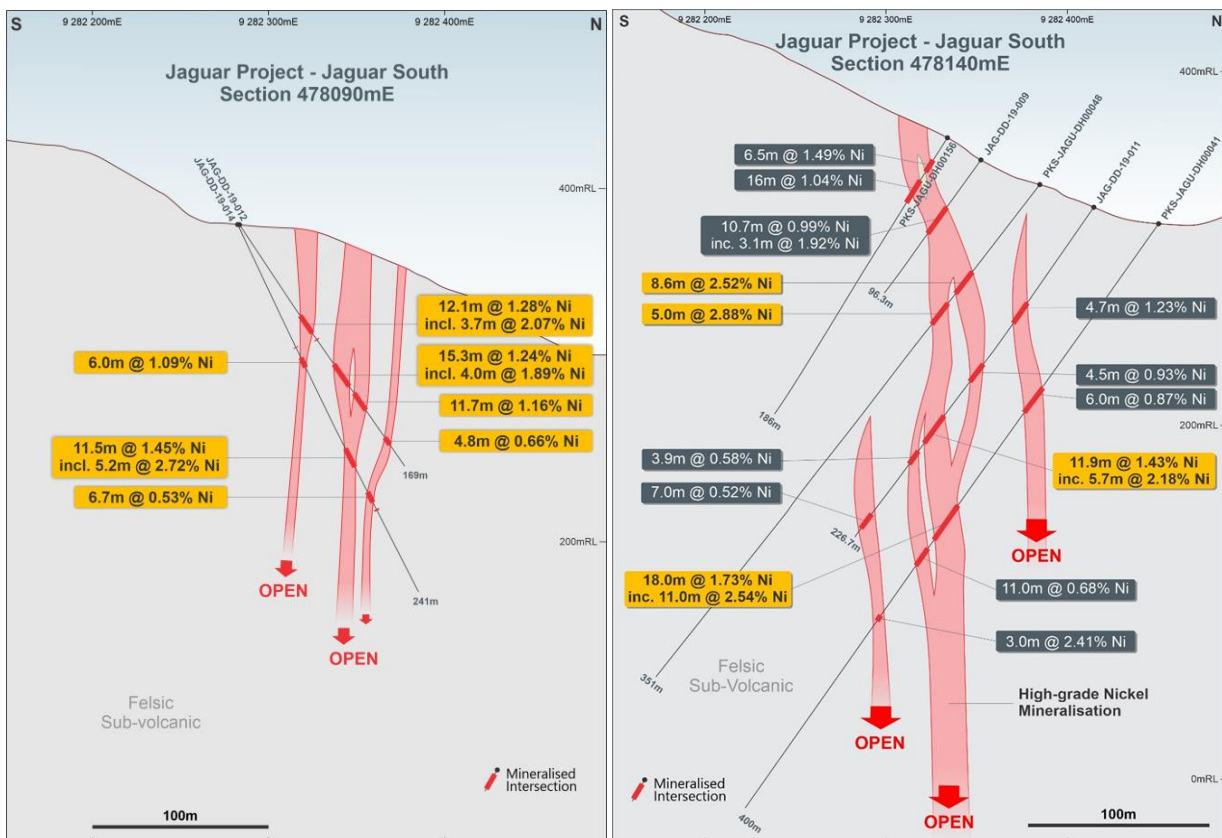 S
9 282 200mE
9 282 300mE
9 282 400mE
N
Jaguar Project - Jaguar South
Section 478090mE
JAG-DD-19-012
JAG-DD-19-014
400mRL
12.1m @ 1.28% Ni
incl. 3.7m @ 2.07% Ni
6.0m @ 1.09% Ni
15.3m @ 1.24% Ni
incl. 4.0m @ 1.89% Ni
11.7m @ 1.16% Ni
11.5m @ 1.45% Ni
incl. 5.2m @ 2.72% Ni
4.8m @ 0.66% Ni
169m
6.7m @ 0.53% Ni
200mRL
OPEN
241m
OPEN
Felsic
Sub-volcanic
Mineralised
Intersection
100m
S
9 282 200mE
9 282 300mE
9 282 400mE
N
Jaguar Project - Jaguar South
Section 478140mE
400mRL
PKS-JAGU-DH00156
JAG-DD-19-009
PKS-JAGU-DH00048
JAG-DD-19-011
PKS-JAGU-DH00041
6.5m @ 1.49% Ni
16m @ 1.04% Ni
10.7m @ 0.99% Ni
inc. 3.1m @ 1.92% Ni
8.6m @ 2.52% Ni
96.3m
5.0m @ 2.88% Ni
4.7m @ 1.23% Ni
4.5m @ 0.93% Ni
6.0m @ 0.87% Ni
186m
200mRL
3.9m @ 0.58% Ni
11.9m @ 1.43% Ni
inc. 5.7m @ 2.18% Ni
7.0m @ 0.52% Ni
226.7m
OPEN
18.0m @ 1.73% Ni
inc. 11.0m @ 2.54% Ni
11.0m @ 0.68% Ni
3.0m @ 2.41% Ni
351m
Felsic
Sub-Volcanic
High-grade Nickel
Mineralisation
OPEN
0mRL
Mineralised
Intersection
400m
OPEN
100m